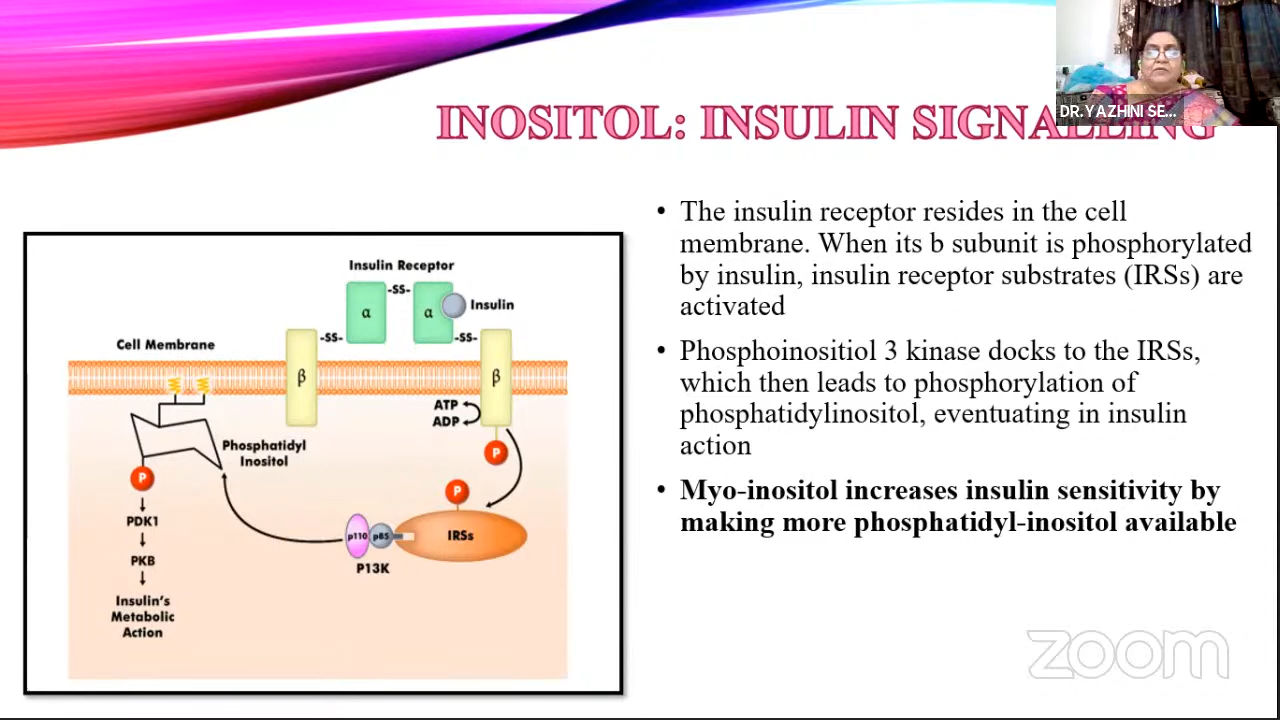 DR.YAZHINI SE...
INOSITOL: INSULIN SIGNALLING
• The insulin receptor resides in the cell
membrane. When its b subunit is phosphorylated
by insulin, insulin receptor substrates (IRSs) are
activated
• Phosphoinositiol 3 kinase docks to the IRSs,
which then leads to phosphorylation of
phosphatidylinositol, eventuating in insulin
action
• Myo-inositol increases insulin sensitivity by
making more phosphatidyl-inositol available
Insulin Receptor
-SS-
α
α
Insulin
-SS-
-SS-
Cell Membrane
β
β
ATP
ADP
P
Phosphatidyl
Inositol
P
P
PDK1
PKB
Insulin's
Metabolic
Action
p110
p85
IRSs
P13K
zoom